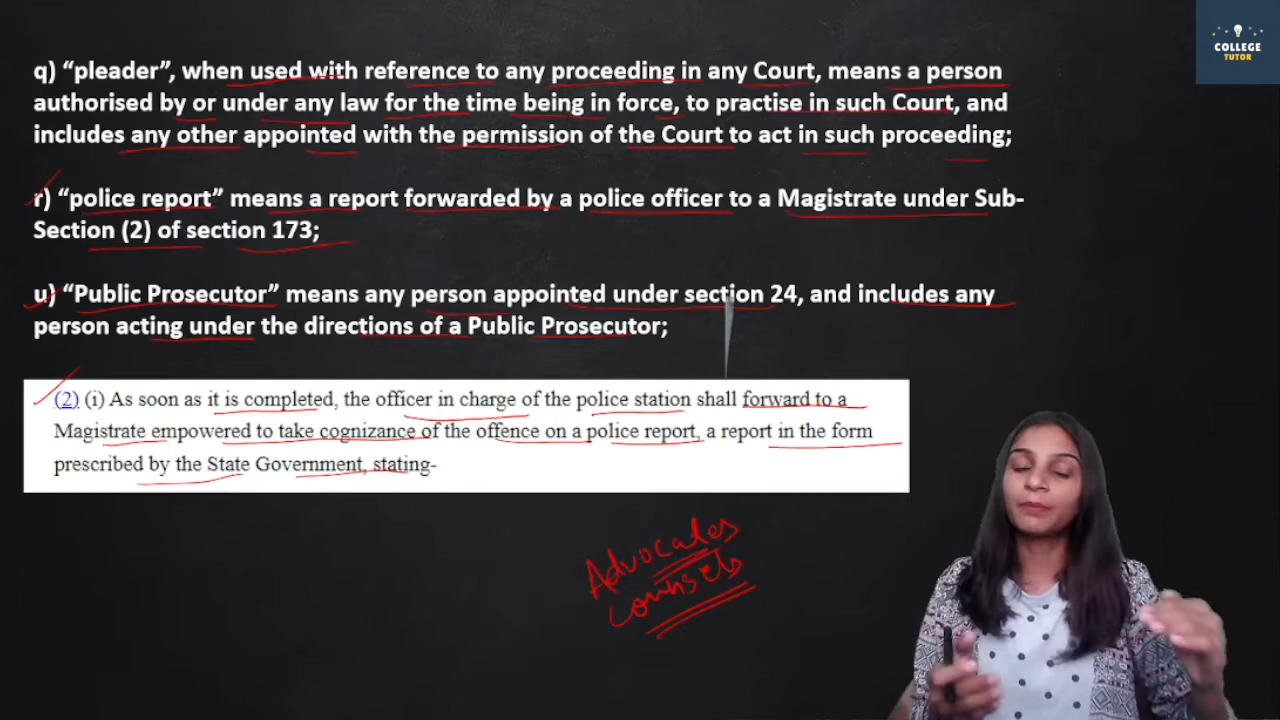 COLLEGE
TUTOR
q) “pleader”, when used with reference to any proceeding in any Court, means a person
authorised by or under any law for the time being in force, to practise in such Court, and
includes any other appointed with the permission of the Court to act in such proceeding;
r) “police report” means a report forwarded by a police officer to a Magistrate under Sub-
Section (2) of section 173;
u) “Public Prosecutor” means any person appointed under section 24, and includes any
person acting under the directions of a Public Prosecutor;
(2) (i) As soon as it is completed, the officer in charge of the police station shall forward to a
Magistrate empowered to take cognizance of the offence on a police report, a report in the form
prescribed by the State Government, stating-
Advocates
Counsels